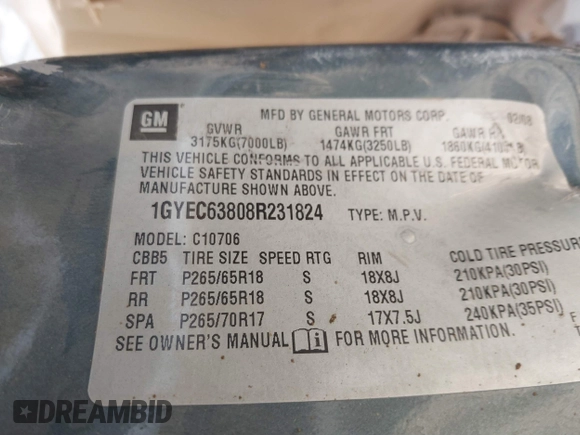 GM
MFD BY GENERAL MOTORS CORP. 02/08
GVWR GAWR FRT GAWR
3175KG(7000LB) 1474KG(3250LB)
THIS VEHICLE CONFORMS TO ALL APPLICABLE U.S. FEDERAL MOTOR
VEHICLE SAFETY STANDARDS IN EFFECT ON THE DATE OF
MANUFACTURE SHOWN ABOVE.
1GYEC63808R231824 TYPE: M.P.V.
MODEL: C10706
CBB5 TIRE SIZE SPEED RTG RIM COLD TIRE PRESSURE
FRT P265/65R18 S 18X8J 210KPA(30PSI)
RR P265/65R18 S 18X8J 210KPA(30PSI)
SPA P265/70R17 S 17X7.5J 240KPA(35PSI)
SEE OWNER'S MANUAL FOR MORE INFORMATION.
DREAMBID